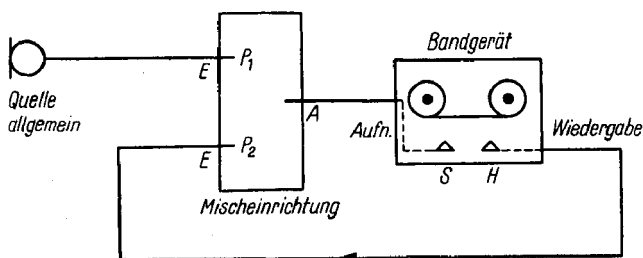 Bandgerät
E
P₁
Quelle
allgemein
A
Aufn.
Wiedergabe
E
P₂
S
H
Mischeinrichtung